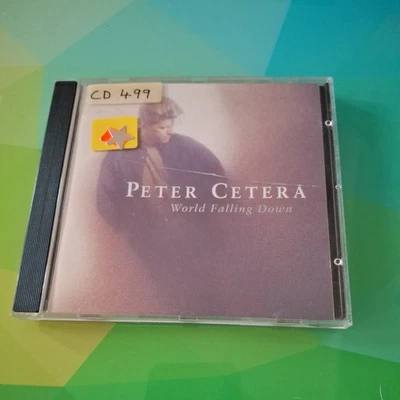 CD 499
PETER CETERA
World Falling Down